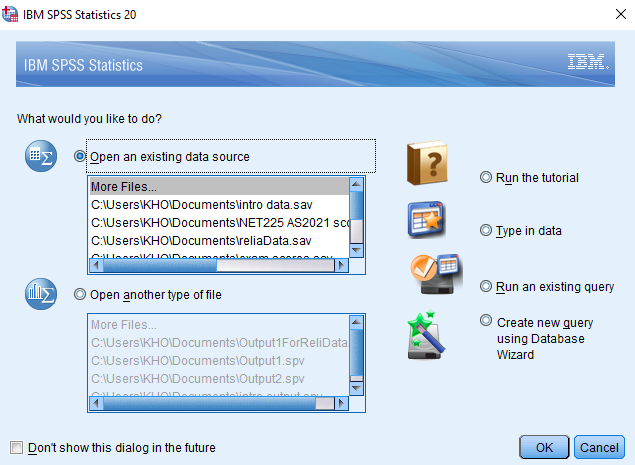 IBM SPSS Statistics 20
IBM SPSS Statistics
IBM
What would you like to do?
Open an existing data source
More Files...
C:\Users\KHO\Documents\intro data.sav
C:\Users\KHO\Documents\NET225 AS2021 sco
C:\Users\KHO\Documents\reliaData.sav
C:\Users\KHO\Documents\exam scores.sav
Open another type of file
More Files...
C:\Users\KHO\Documents\Output1ForReliData
C:\Users\KHO\Documents\Output1.spv
C:\Users\KHO\Documents\Output2.spv
C:\Users\KHO\Documents\intro output.spv
Run the tutorial
Type in data
Run an existing query
Create new query
using Database
Wizard
Don't show this dialog in the future
OK
Cancel